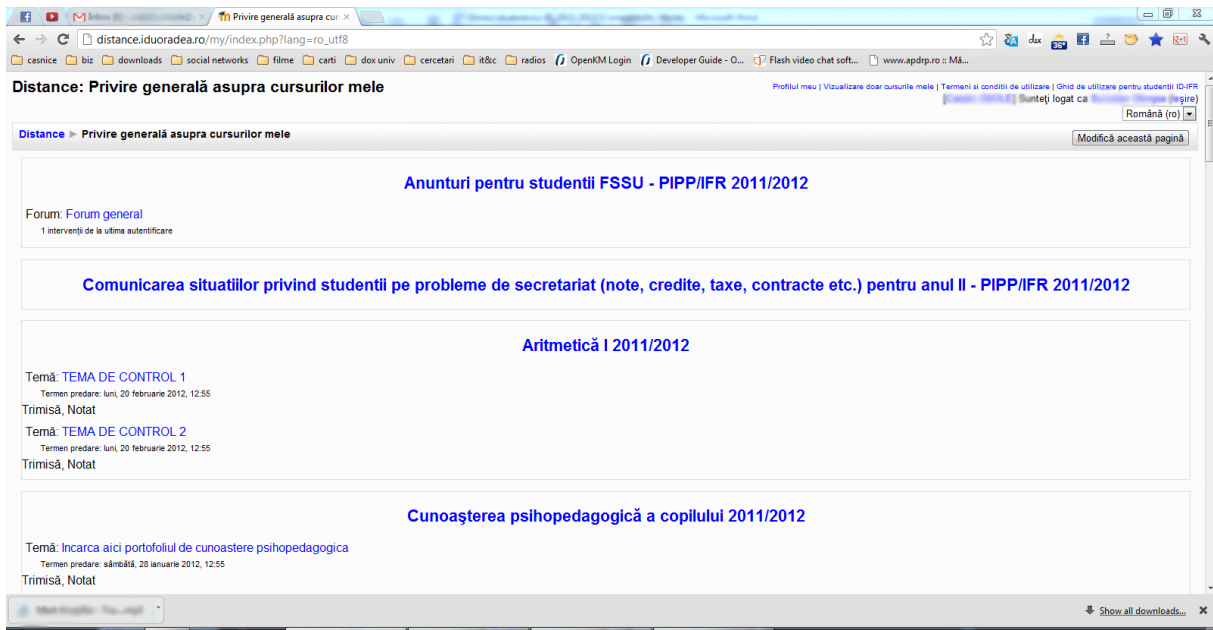 Privire generală asupra cur
distance.iduoradea.ro/my/index.php?lang=ro_utf8
casnice biz downloads social networks filme carti dox univ cercetari it&c radios OpenKM Login Developer Guide - O... Flash video chat soft... www.apdrp.ro :: Mă...
Distance: Privire generală asupra cursurilor mele
Profilul meu | Vizualizare doar cursurile mele | Termeni si conditii de utilizare | Ghid de utilizare pentru studentii ID-IFR
Sunteţi logat ca (Ieşire)
Română (ro)
Distance ► Privire generală asupra cursurilor mele
Modifică această pagină
Anunturi pentru studentii FSSU - PIPP/IFR 2011/2012
Forum: Forum general
1 intervenţii de la ultima autentificare
Comunicarea situatiilor privind studentii pe probleme de secretariat (note, credite, taxe, contracte etc.) pentru anul II - PIPP/IFR 2011/2012
Aritmetică I 2011/2012
Temă: TEMA DE CONTROL 1
Termen predare: luni, 20 februarie 2012, 12:55
Trimisă, Notat
Temă: TEMA DE CONTROL 2
Termen predare: luni, 20 februarie 2012, 12:55
Trimisă, Notat
Cunoaşterea psihopedagogică a copilului 2011/2012
Temă: Incarca aici portofoliul de cunoastere psihopedagogica
Termen predare: sâmbătă, 28 ianuarie 2012, 12:55
Trimisă, Notat
Show all downloads...